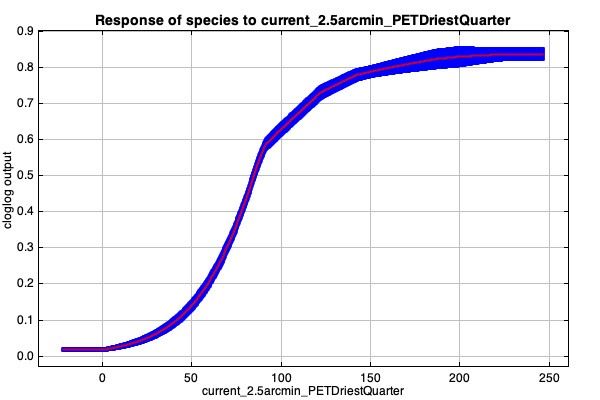 Response of species to current_2.5arcmin_PETDriestQuarter
0.9
0.8
0.7
0.6
0.5
0.4
0.3
0.2
0.1
0.0
cloglog output
0 50 100 150 200 250
current_2.5arcmin_PETDriestQuarter